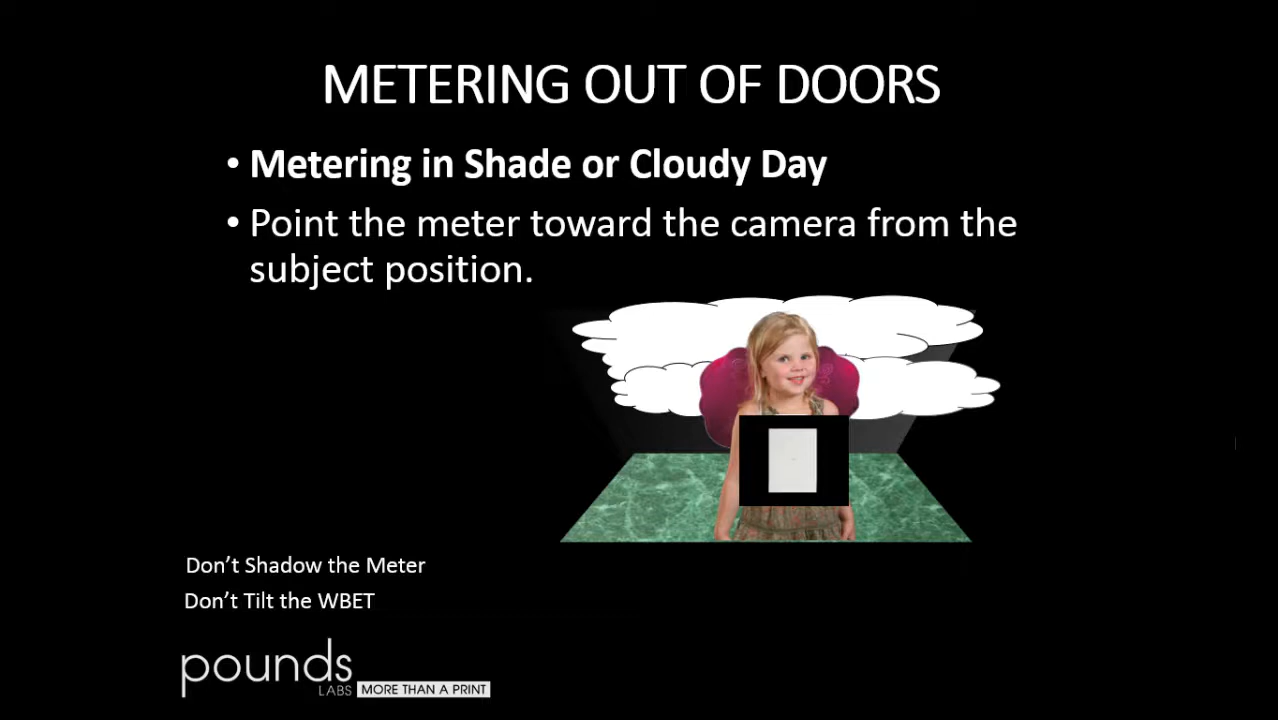 METERING OUT OF DOORS
• Metering in Shade or Cloudy Day
• Point the meter toward the camera from the
subject position.
Don't Shadow the Meter
Don't Tilt the WBET
pounds
LABS MORE THAN A PRINT